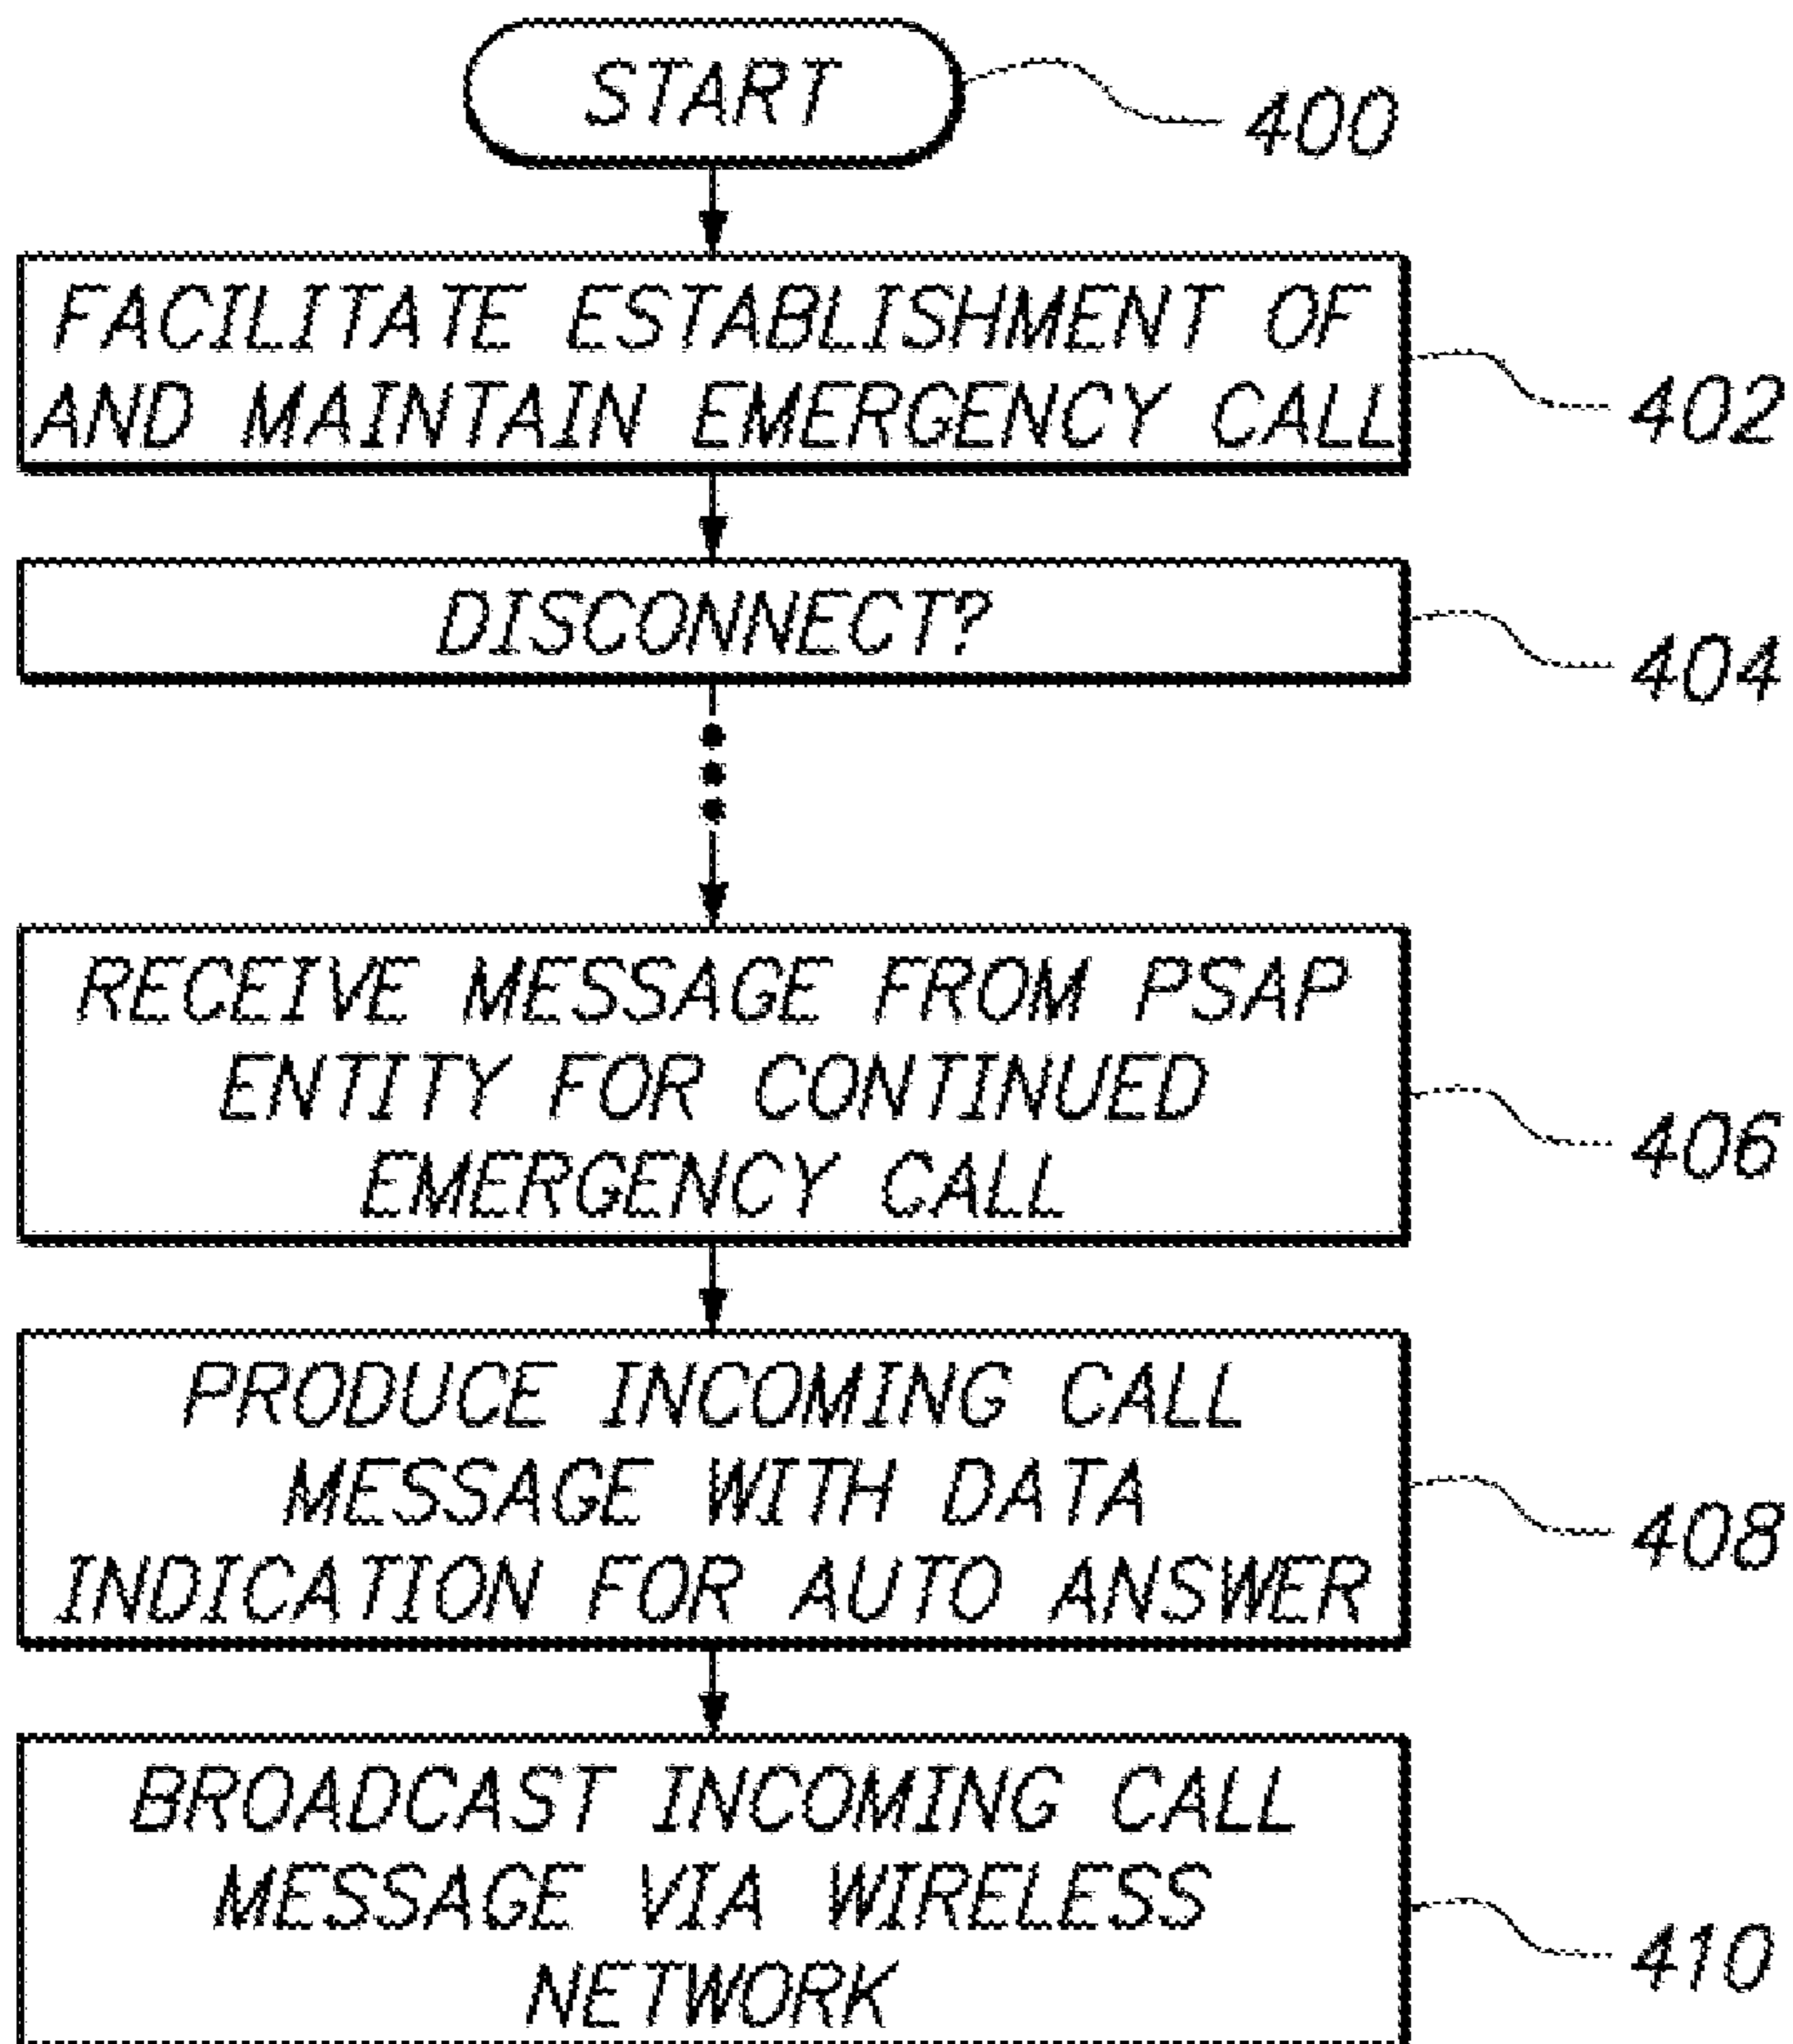 START
400
FACILITATE ESTABLISHMENT OF
AND MAINTAIN EMERGENCY CALL
402
DISCONNECT?
404
RECEIVE MESSAGE FROM PSAP
ENTITY FOR CONTINUED
EMERGENCY CALL
406
PRODUCE INCOMING CALL
MESSAGE WITH DATA
INDICATION FOR AUTO ANSWER
408
BROADCAST INCOMING CALL
MESSAGE VIA WIRELESS
NETWORK
410